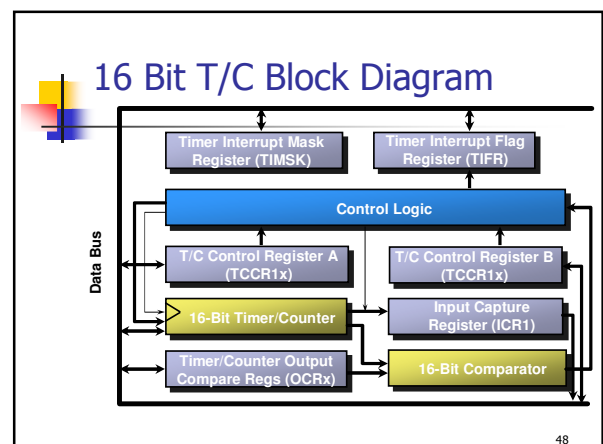 16 Bit T/C Block Diagram
Timer Interrupt Mask
Register (TIMSK)
Timer Interrupt Flag
Register (TIFR)
Control Logic
Data Bus
T/C Control Register A
(TCCR1x)
T/C Control Register B
(TCCR1x)
16-Bit Timer/Counter
Input Capture
Register (ICR1)
Timer/Counter Output
Compare Regs (OCRx)
16-Bit Comparator
48